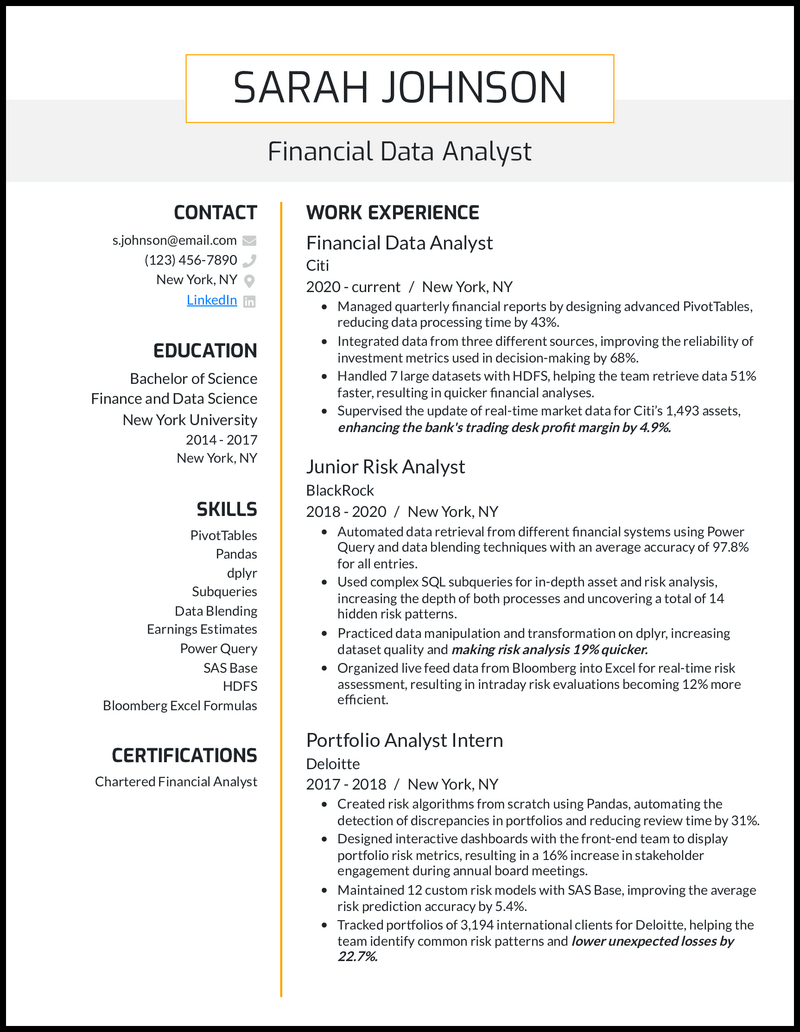 SARAH JOHNSON
Financial Data Analyst
CONTACT
s.johnson@email.com
(123) 456-7890
New York, NY
LinkedIn
EDUCATION
Bachelor of Science
Finance and Data Science
New York University
2014 - 2017
New York, NY
SKILLS
PivotTables
Pandas
dplyr
Subqueries
Data Blending
Earnings Estimates
Power Query
SAS Base
HDFS
Bloomberg Excel Formulas
CERTIFICATIONS
Chartered Financial Analyst
WORK EXPERIENCE
Financial Data Analyst
Citi
2020 - current / New York, NY
• Managed quarterly financial reports by designing advanced PivotTables,
reducing data processing time by 43%.
• Integrated data from three different sources, improving the reliability of
investment metrics used in decision-making by 68%.
• Handled 7 large datasets with HDFS, helping the team retrieve data 51%
faster, resulting in quicker financial analyses.
• Supervised the update of real-time market data for Citi's 1,493 assets,
enhancing the bank's trading desk profit margin by 4.9%.
Junior Risk Analyst
BlackRock
2018 - 2020 / New York, NY
• Automated data retrieval from different financial systems using Power
Query and data blending techniques with an average accuracy of 97.8%
for all entries.
• Used complex SQL subqueries for in-depth asset and risk analysis,
increasing the depth of both processes and uncovering a total of 14
hidden risk patterns.
• Practiced data manipulation and transformation on dplyr, increasing
dataset quality and making risk analysis 19% quicker.
• Organized live feed data from Bloomberg into Excel for real-time risk
assessment, resulting in intraday risk evaluations becoming 12% more
efficient.
Portfolio Analyst Intern
Deloitte
2017 - 2018 / New York, NY
• Created risk algorithms from scratch using Pandas, automating the
detection of discrepancies in portfolios and reducing review time by 31%.
• Designed interactive dashboards with the front-end team to display
portfolio risk metrics, resulting in a 16% increase in stakeholder
engagement during annual board meetings.
• Maintained 12 custom risk models with SAS Base, improving the average
risk prediction accuracy by 5.4%.
• Tracked portfolios of 3,194 international clients for Deloitte, helping the
team identify common risk patterns and lower unexpected losses by
22.7%.